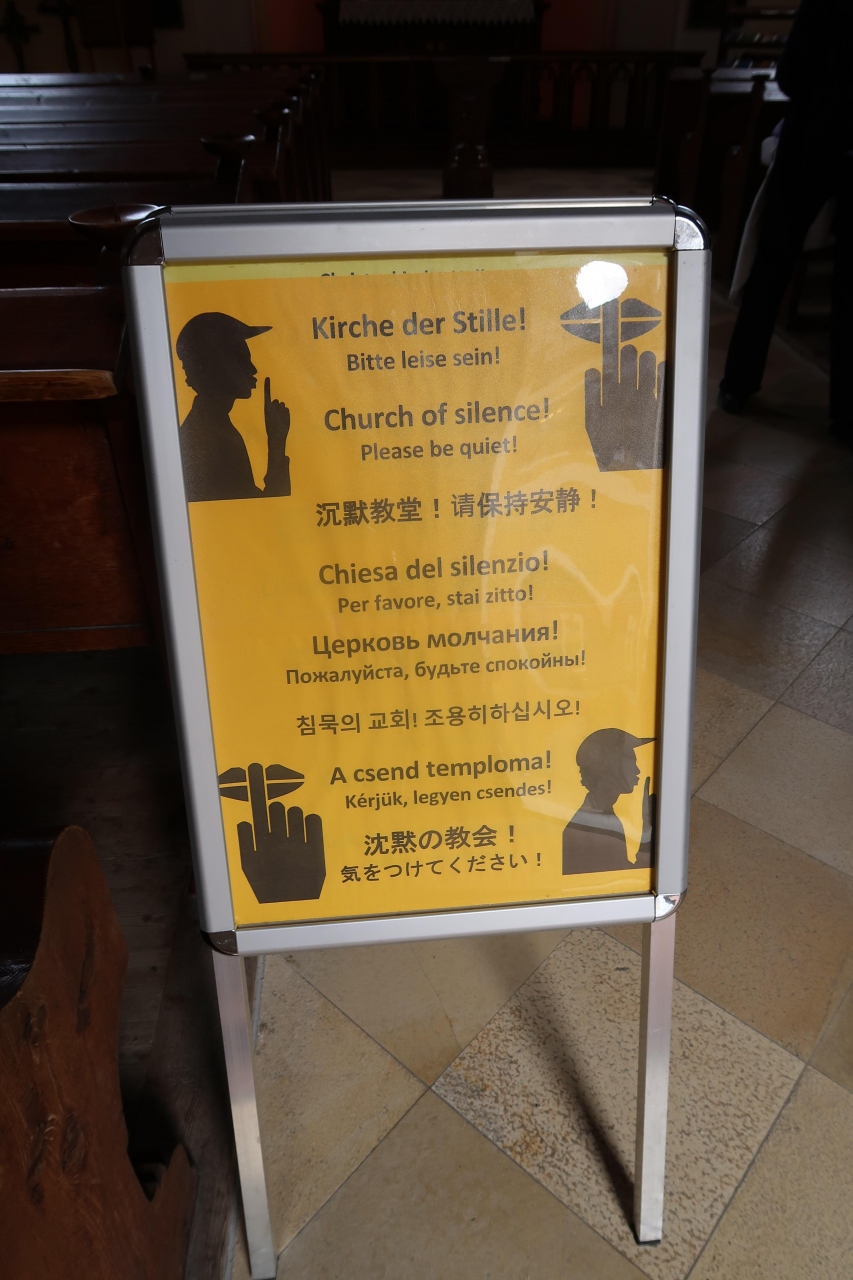 Kirche der Stille!
Bitte leise sein!
Church of silence!
Please be quiet!
沉默教堂！请保持安静！
Chiesa del silenzio!
Per favore, stai zitto!
Церковь молчания!
Пожалуйста, будьте спокойны!
침묵의 교회! 조용히하십시오!
A csend temploma!
Kérjük, legyen csendes!
沈黙の教会！
気をつけてください！